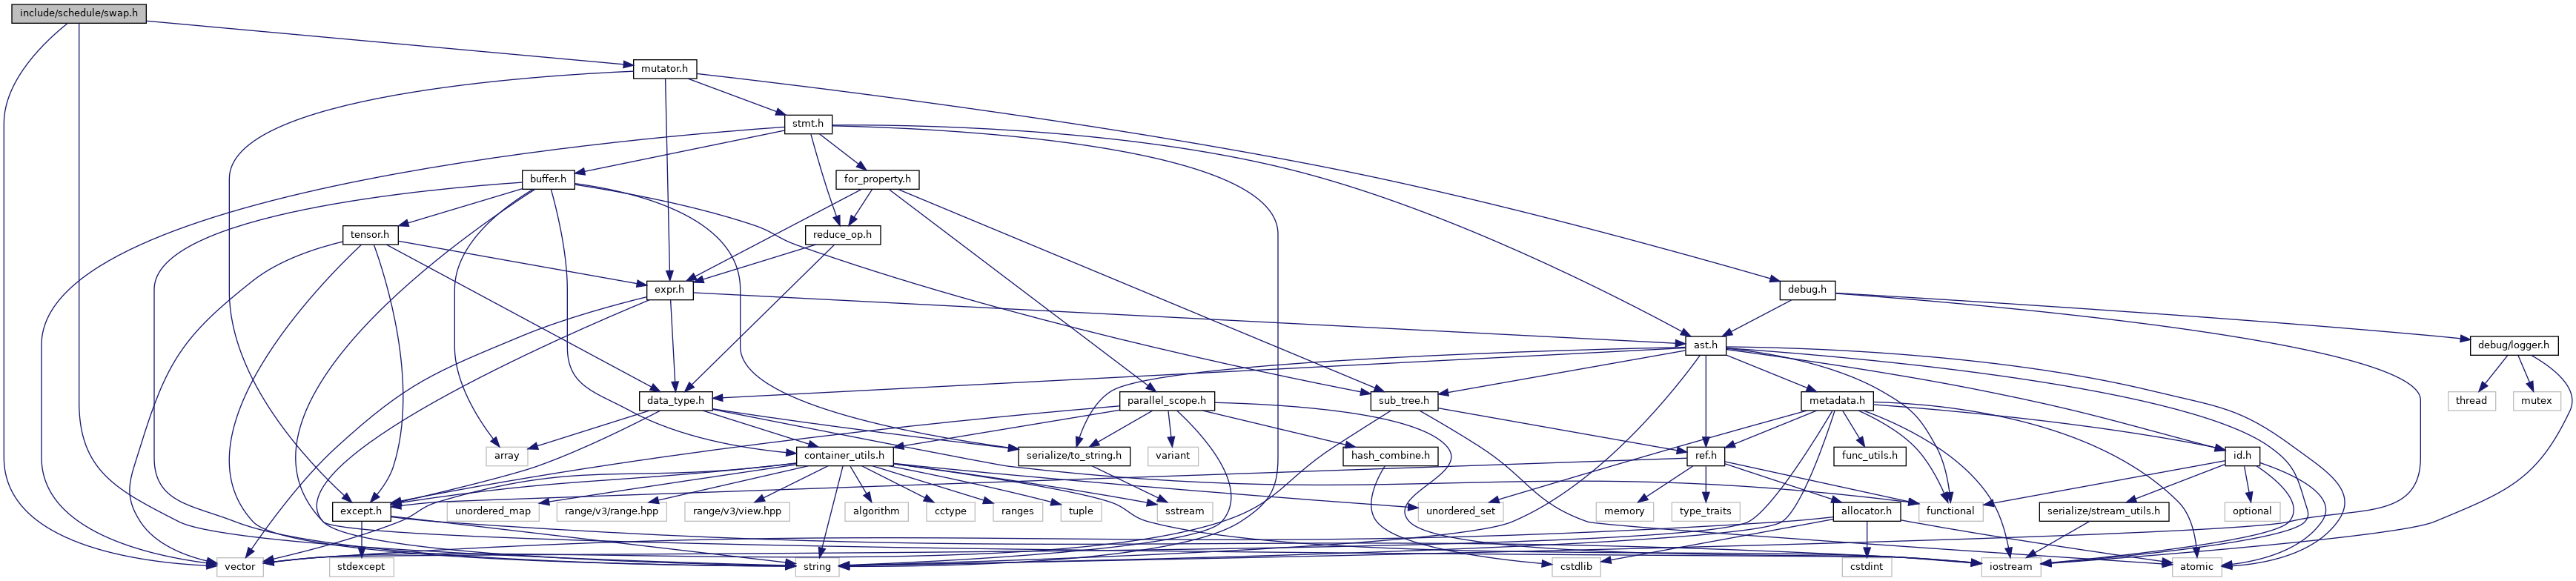 include/schedule/swap.h
mutator.h
stmt.h
buffer.h
for_property.h
tensor.h
reduce_op.h
expr.h
debug.h
ast.h
debug/logger.h
data_type.h
parallel_scope.h
sub_tree.h
metadata.h
thread
mutex
array
container_utils.h
serialize/to_string.h
variant
hash_combine.h
ref.h
func_utils.h
id.h
except.h
unordered_map
range/v3/range.hpp
range/v3/view.hpp
algorithm
cctype
ranges
tuple
sstream
unordered_set
memory
type_traits
allocator.h
functional
serialize/stream_utils.h
optional
vector
stdexcept
string
cstdlib
cstdint
iostream
atomic